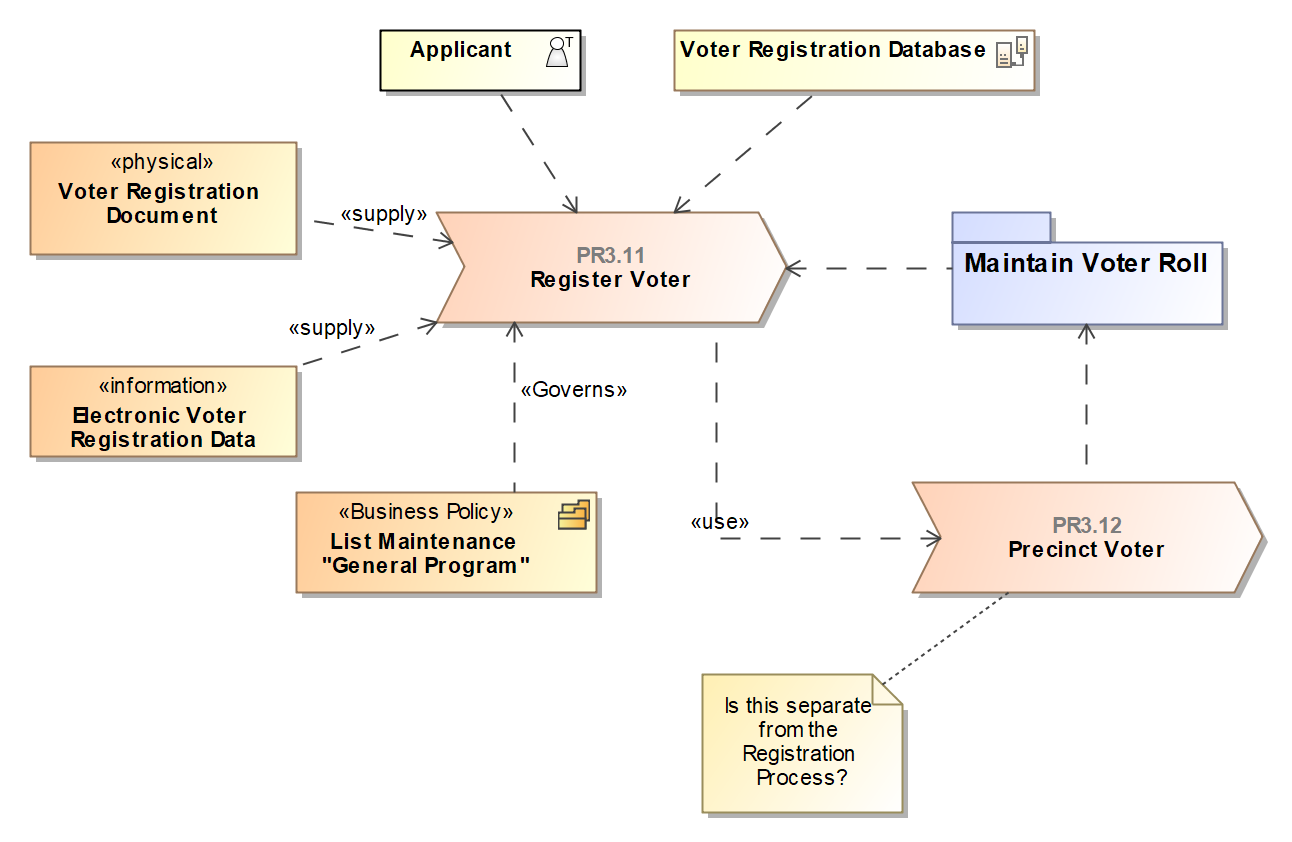 Applicant
T
Voter Registration Database
«physical»
Voter Registration
Document
«supply»
PR3.11
Register Voter
Maintain Voter Roll
«supply»
«information»
Electronic Voter
Registration Data
«Governs»
«Business Policy»
List Maintenance
"General Program"
«use»
PR3.12
Precinct Voter
Is this separate
from the
Registration
Process?